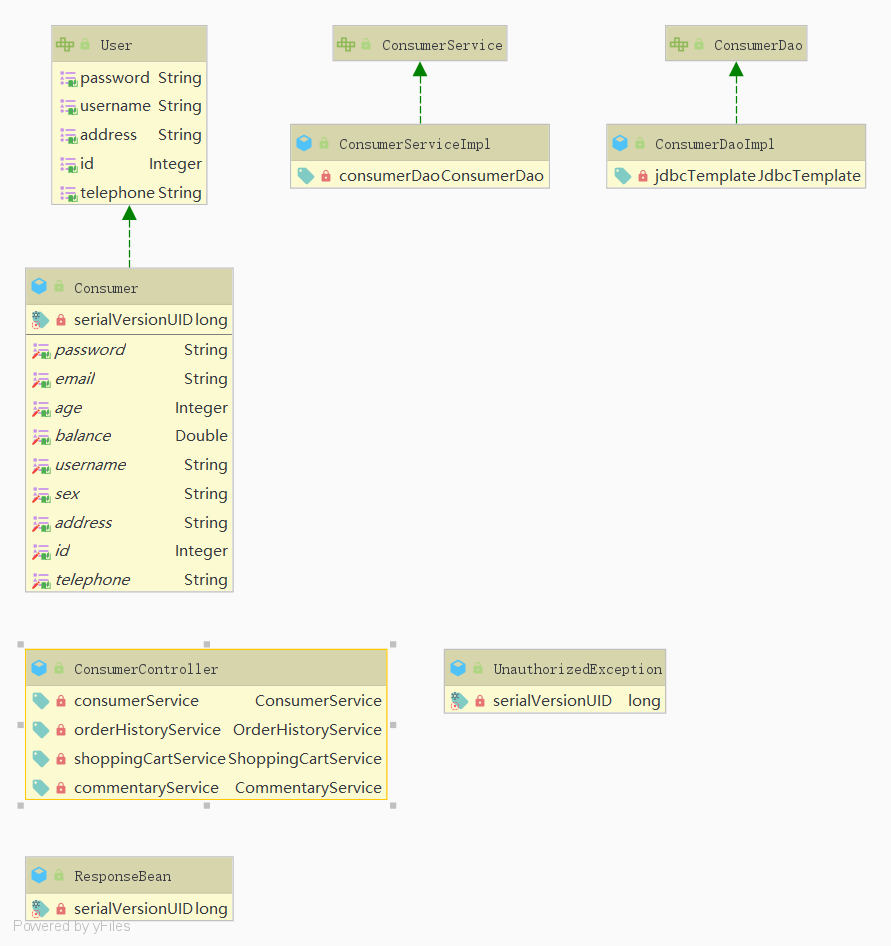 User
password String
username String
address String
id Integer
telephone String
ConsumerService
ConsumerServiceImpl
consumerDao ConsumerDao
ConsumerDao
ConsumerDaoImpl
jdbcTemplate JdbcTemplate
Consumer
serialVersionUID long
password String
email String
age Integer
balance Double
username String
sex String
address String
id Integer
telephone String
ConsumerController
consumerService ConsumerService
orderHistoryService OrderHistoryService
shoppingCartService ShoppingCartService
commentaryService CommentaryService
UnauthorizedException
serialVersionUID long
ResponseBean
serialVersionUID long
Powered by yFiles